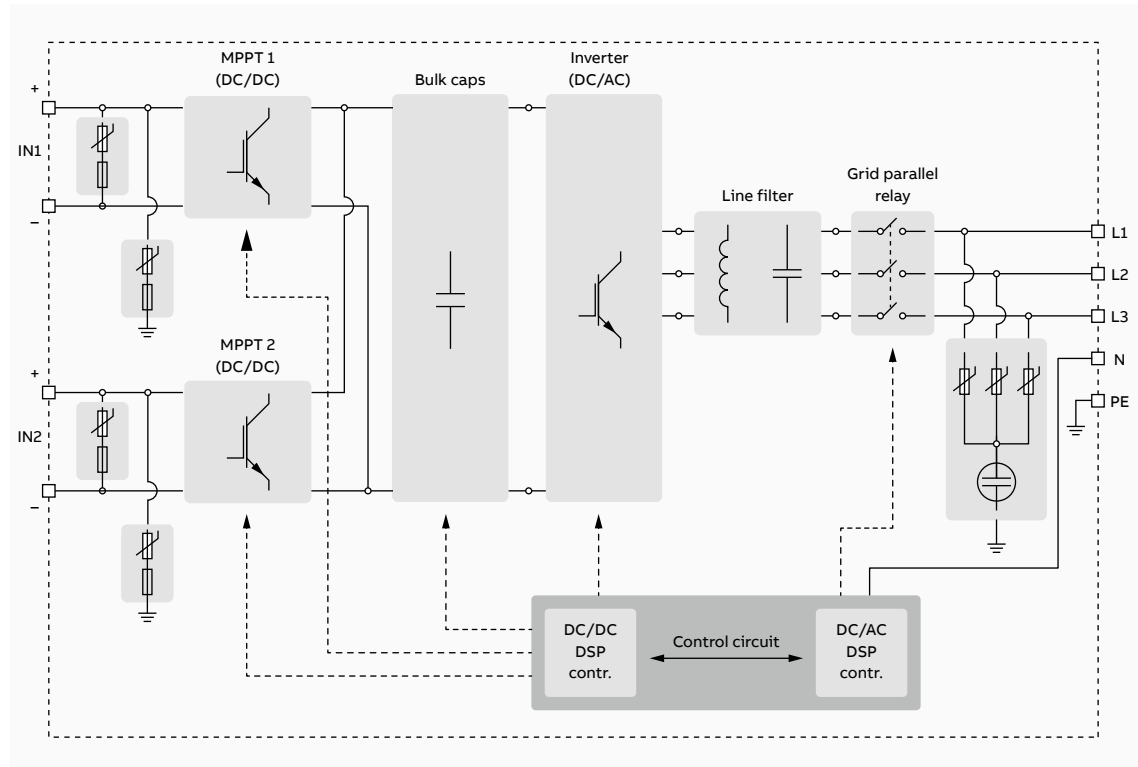 MPPT 1
(DC/DC)
Bulk caps
Inverter
(DC/AC)
+
IN1
–
Line filter
Grid parallel
relay
L1
L2
L3
N
PE
MPPT 2
(DC/DC)
+
IN2
–
DC/DC
DSP
contr.
Control circuit
DC/AC
DSP
contr.